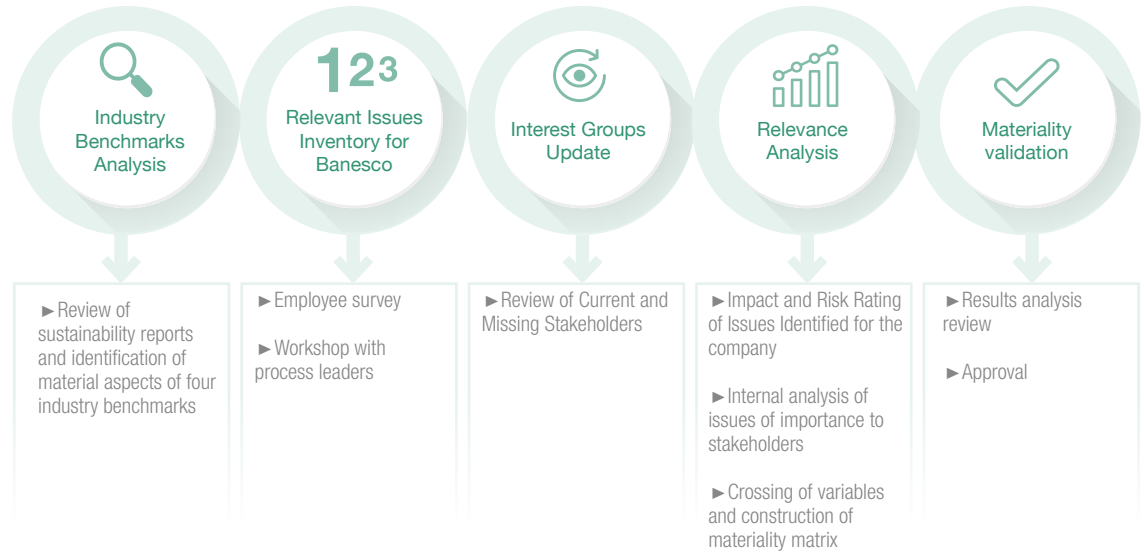 Industry
Benchmarks
Analysis
►Review of
sustainability reports
and identification of
material aspects of four
industry benchmarks
123
Relevant Issues
Inventory for
Banesco
►Employee survey
►Workshop with
process leaders
Interest Groups
Update
►Review of Current and
Missing Stakeholders
Relevance
Analysis
►Impact and Risk Rating
of Issues Identified for the
company
►Internal analysis of
issues of importance to
stakeholders
►Crossing of variables
and construction of
materiality matrix
Materiality
validation
►Results analysis
review
►Approval